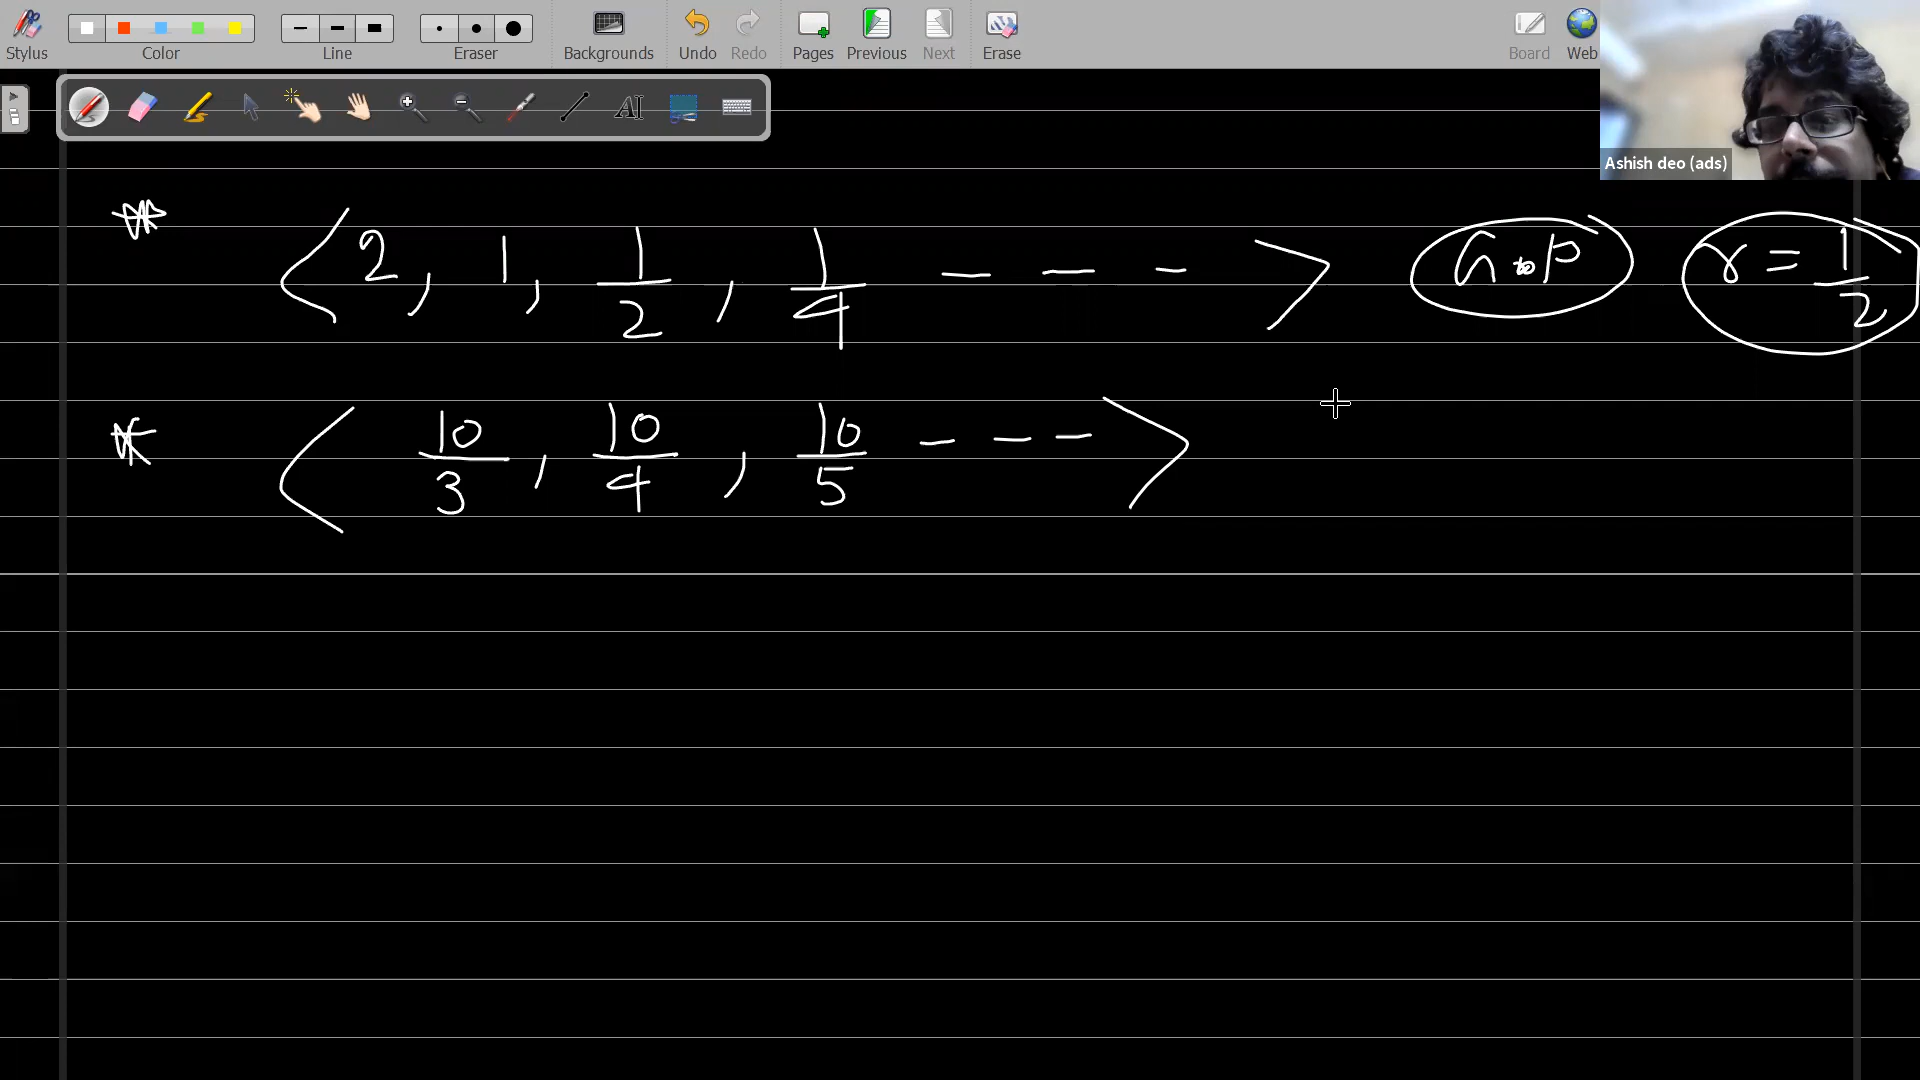 Stylus Color Line Eraser Backgrounds Undo Redo Pages Previous Next Erase Board Web
AI
Ashish deo (ads)
* ⟨ 2, 1, 1/2, 1/4 - - - ⟩ G.P r = 1/2
* ⟨ 10/3, 10/4, 10/5 - - - ⟩